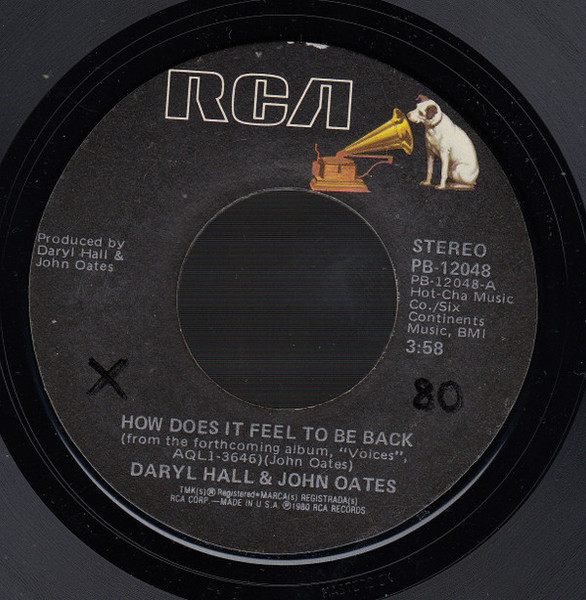 RCA
Produced by
Daryl Hall &
John Oates
STEREO
PB-12048
PB-12048-A
Hot-Cha Music
Co./Six
Continents
Music, BMI
3:58
X
80
HOW DOES IT FEEL TO BE BACK
(from the forthcoming album, "Voices",
AQL1-3646)(John Oates)
DARYL HALL & JOHN OATES
TMK(s)® Registered•MARCA(s) REGISTRADA(s)
RCA CORP.—MADE IN U.S.A. ℗1980 RCA RECORDS